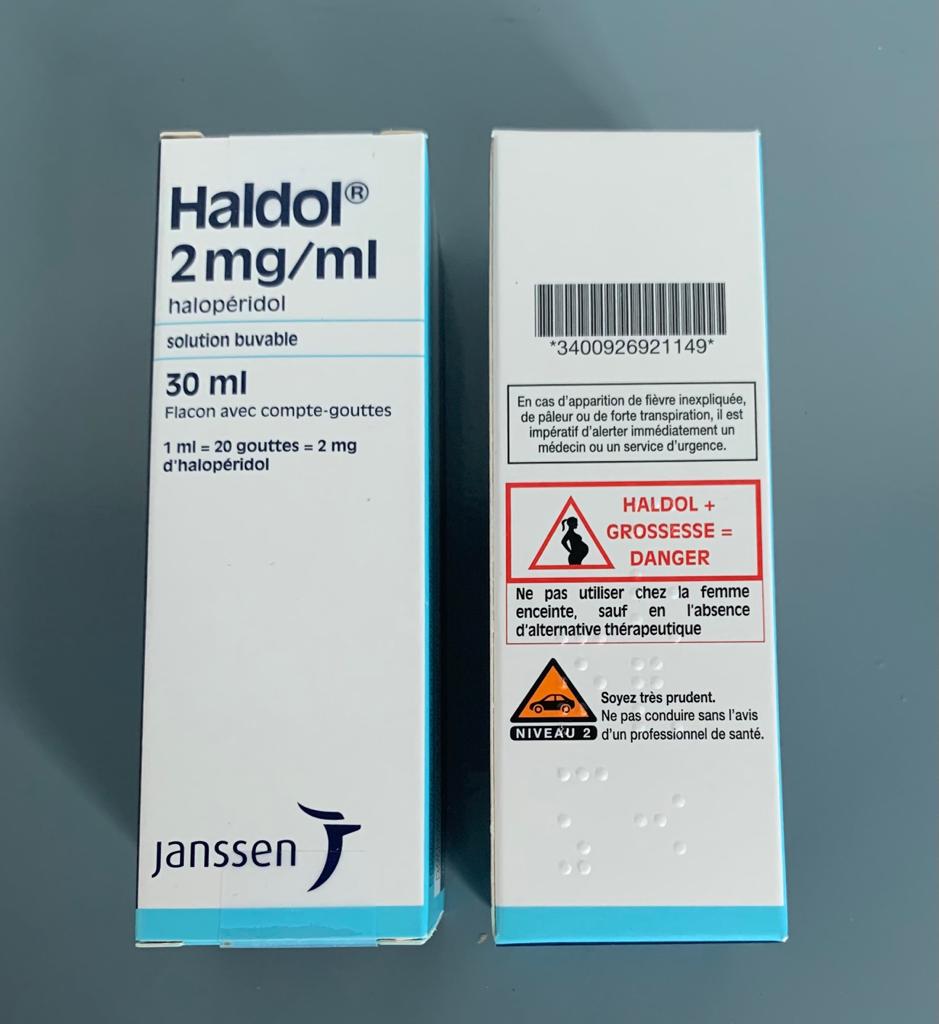 Haldol®
2 mg/ml
halopéridol
solution buvable
30 ml
Flacon avec compte-gouttes
1 ml = 20 gouttes = 2 mg
d'halopéridol
janssen
*3400926921149*
En cas d'apparition de fièvre inexpliquée,
de pâleur ou de forte transpiration, il est
impératif d'alerter immédiatement un
médecin ou un service d'urgence.
HALDOL +
GROSSESSE =
DANGER
Ne pas utiliser chez la femme
enceinte, sauf en l'absence
d'alternative thérapeutique
Soyez très prudent.
Ne pas conduire sans l'avis
NIVEAU 2 d'un professionnel de santé.